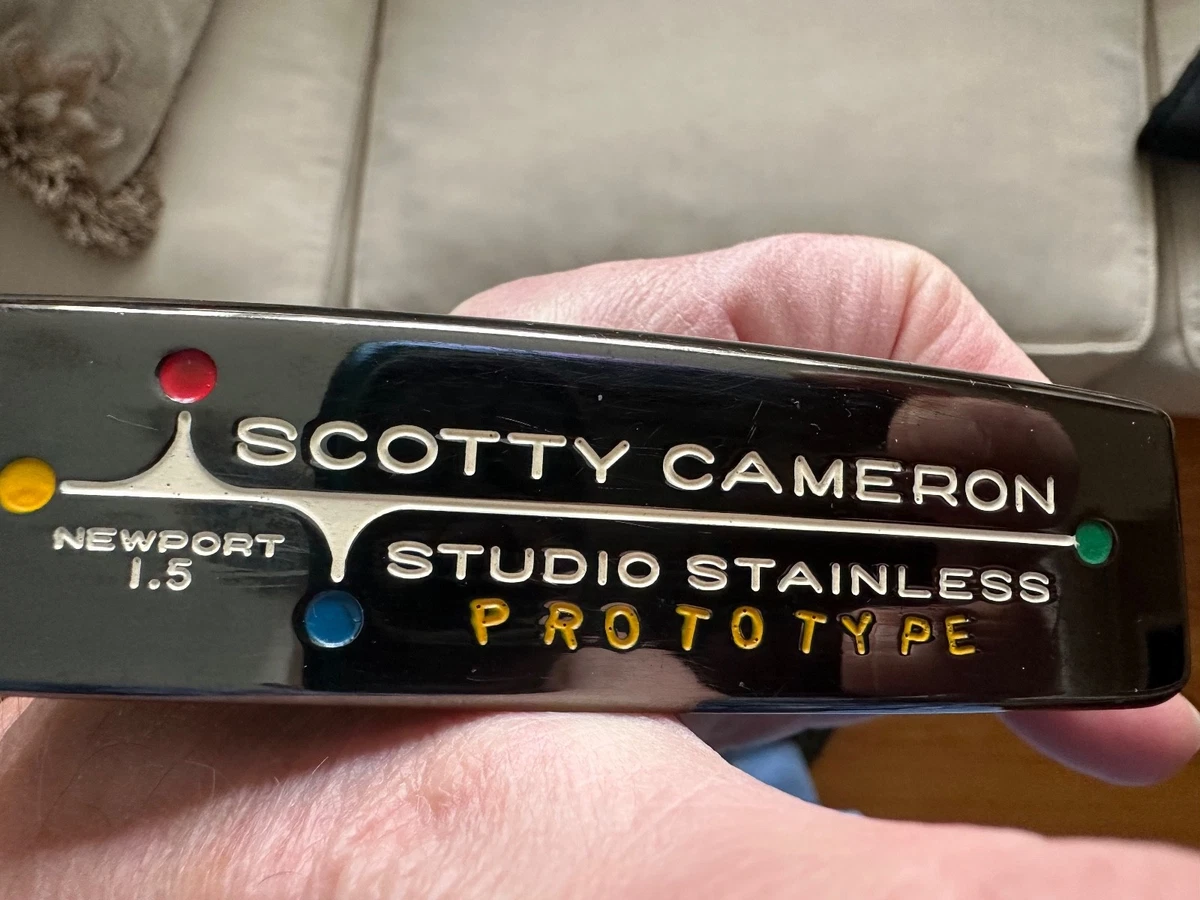 SCOTTY CAMERON
NEWPORT
1.5
STUDIO STAINLESS
PROTOTYPE